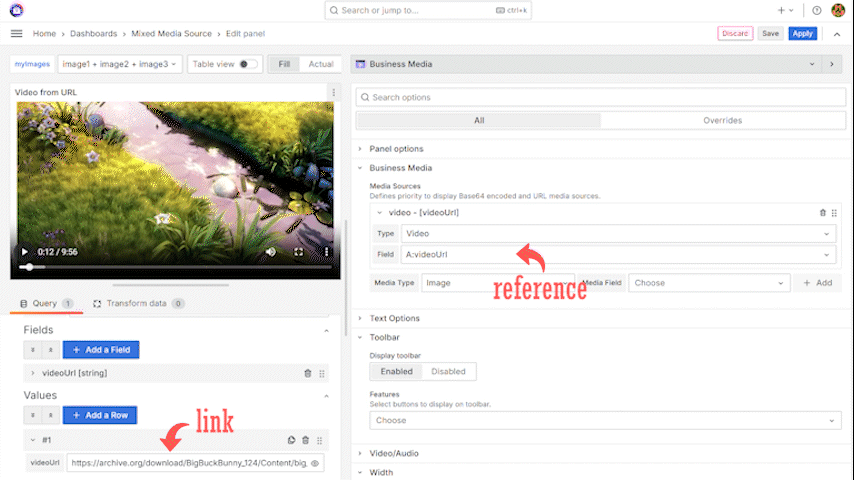 Search or jump to...
ctrl+k
Home > Dashboards > Mixed Media Source > Edit panel
Discard
Save
Apply
myImages
image1 + image2 + image3
Table view
Fill
Actual
Business Media
Video from URL
Search options
All
Overrides
Panel options
Business Media
Media Sources
Defines priority to display Base64 encoded and URL media sources.
video - [videoUrl]
Type
Video
Field
A:videoUrl
0:12 / 9:56
reference
Media Type
Image
Media Field
Choose
+ Add
Query 1
Transform data 0
Text Options
Fields
Toolbar
+ Add a Field
Display toolbar
videoUrl [string]
Enabled
Disabled
Values
Features
Select buttons to display on toolbar.
+ Add a Row
Choose
link
#1
Video/Audio
videoUrl
https://archive.org/download/BigBuckBunny_124/Content/big_
Width